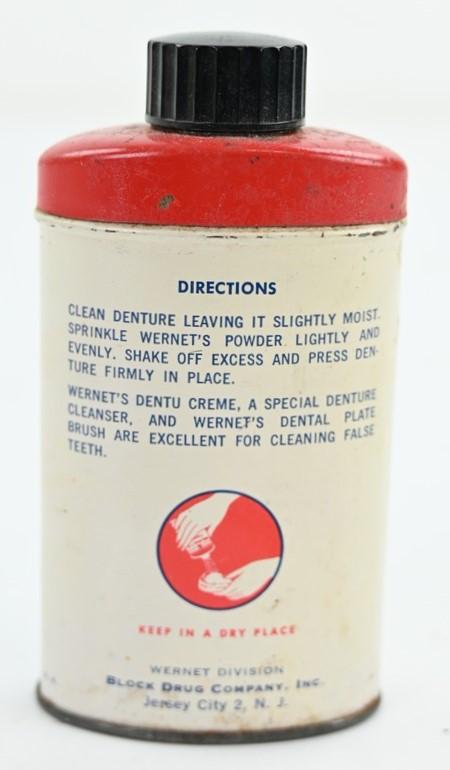 DIRECTIONS
CLEAN DENTURE LEAVING IT SLIGHTLY MOIST.
SPRINKLE WERNET'S POWDER LIGHTLY AND
EVENLY. SHAKE OFF EXCESS AND PRESS DEN-
TURE FIRMLY IN PLACE.
WERNET'S DENTU CREME, A SPECIAL DENTURE
CLEANSER, AND WERNET'S DENTAL PLATE
BRUSH ARE EXCELLENT FOR CLEANING FALSE
TEETH.
KEEP IN A DRY PLACE
WERNET DIVISION
BLOCK DRUG COMPANY, INC.
Jersey City 2, N. J.